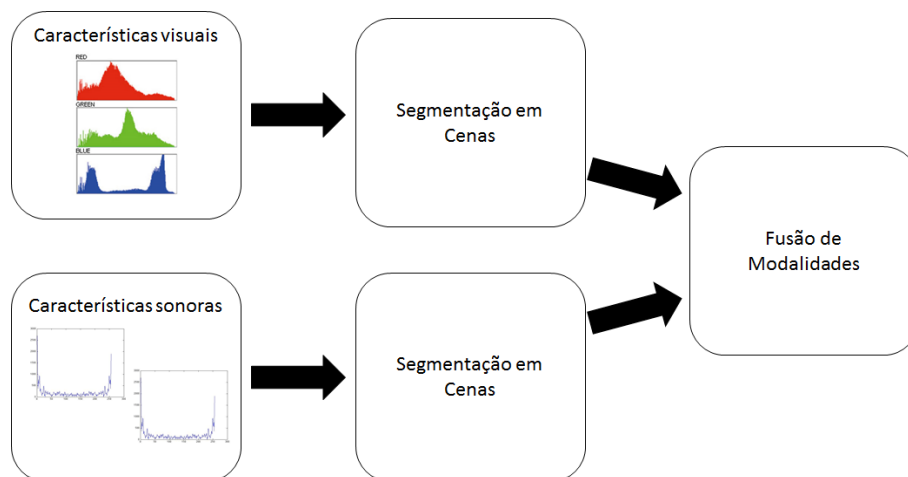 Características visuais
RED
GREEN
BLUE
Segmentação em
Cenas
Fusão de
Modalidades
Características sonoras
Segmentação em
Cenas